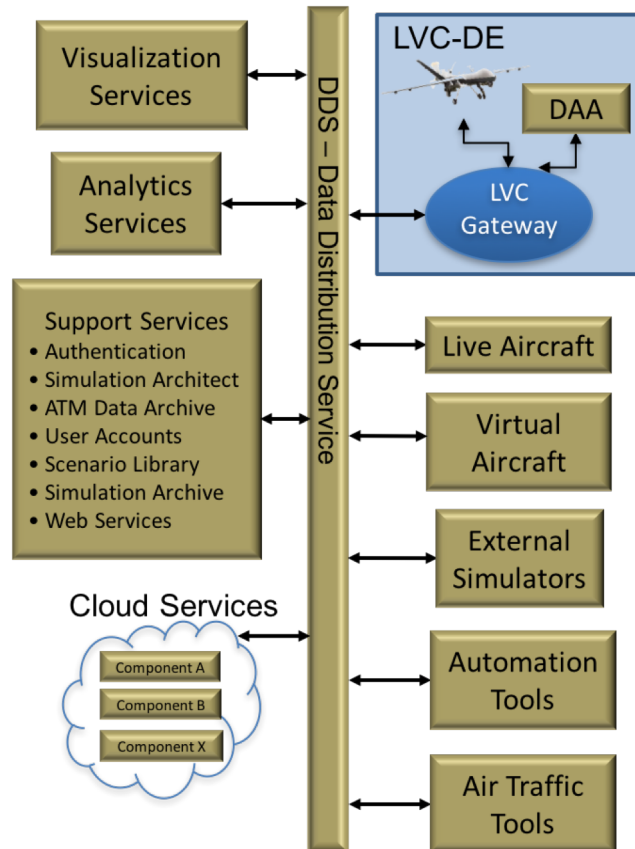 Visualization
Services
Analytics
Services
Support Services
• Authentication
• Simulation Architect
• ATM Data Archive
• User Accounts
• Scenario Library
• Simulation Archive
• Web Services
Cloud Services
Component A
Component B
Component X
DDS – Data Distribution Service
LVC-DE
DAA
LVC
Gateway
Live Aircraft
Virtual
Aircraft
External
Simulators
Automation
Tools
Air Traffic
Tools